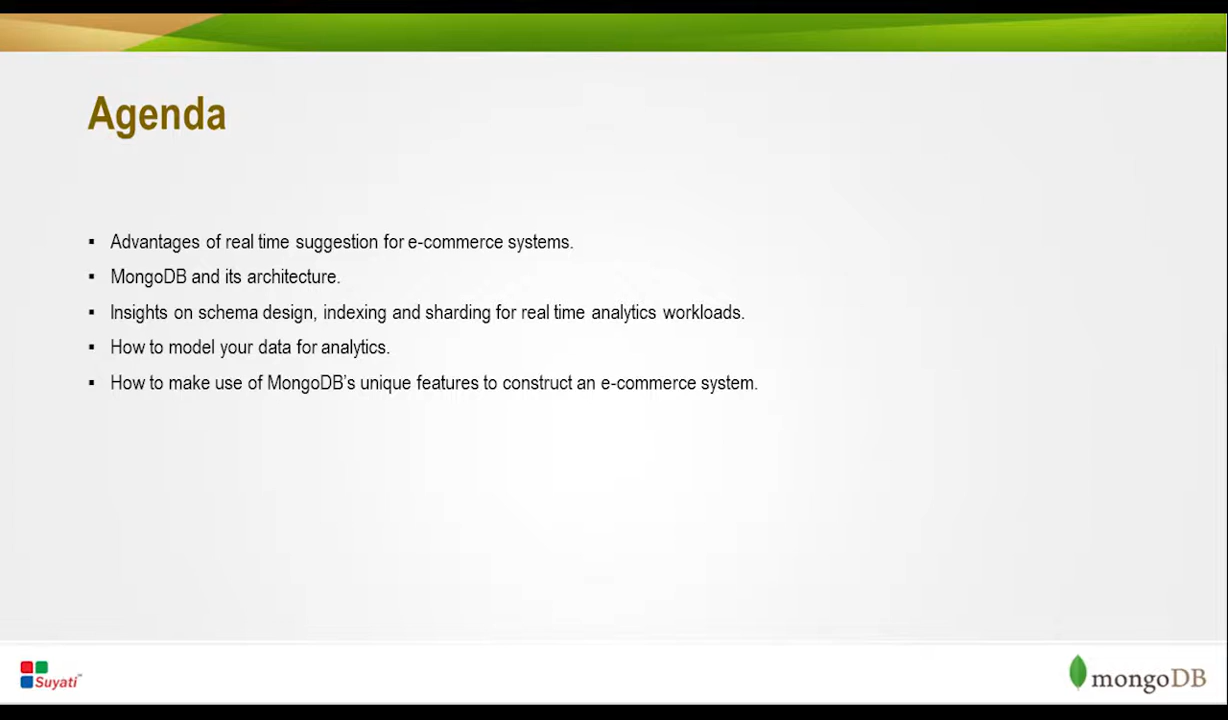 Agenda
▪ Advantages of real time suggestion for e-commerce systems.
▪ MongoDB and its architecture.
▪ Insights on schema design, indexing and sharding for real time analytics workloads.
▪ How to model your data for analytics.
▪ How to make use of MongoDB’s unique features to construct an e-commerce system.
Suyati™
mongoDB